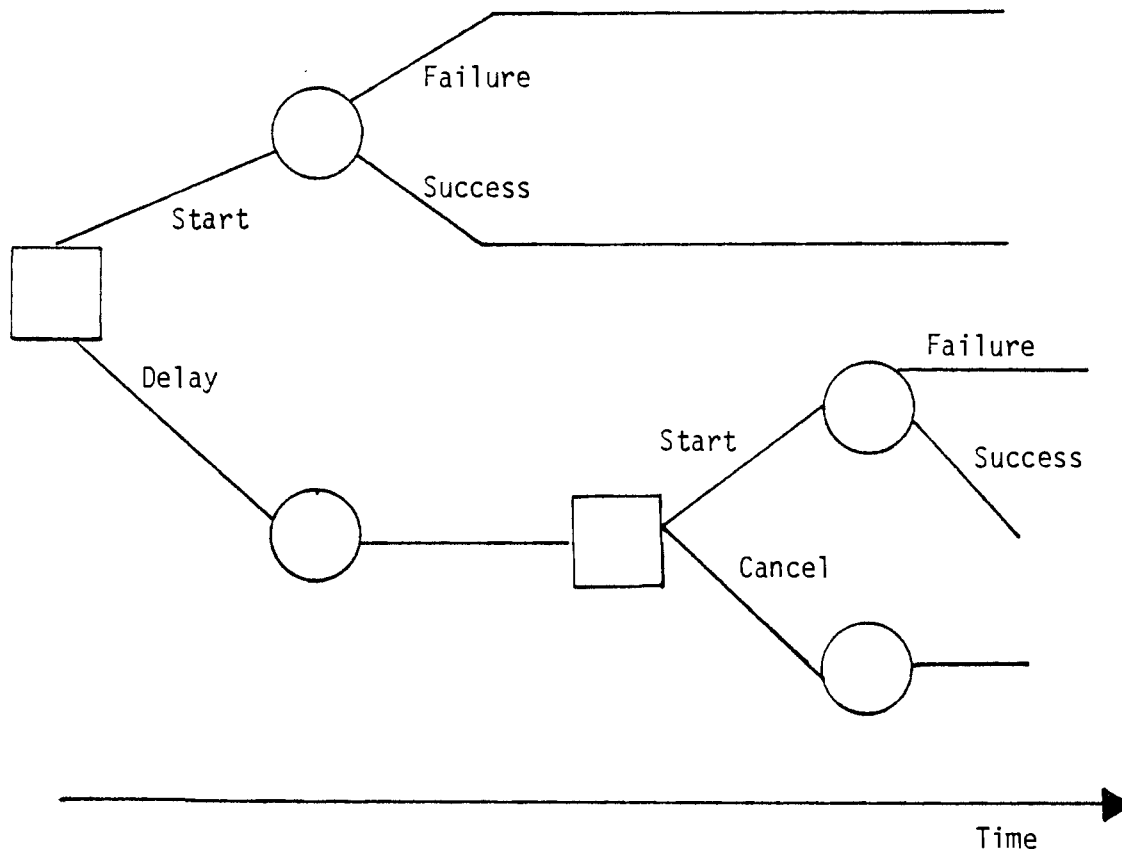 Failure
Success
Start
Delay
Failure
Start
Success
Cancel
Time